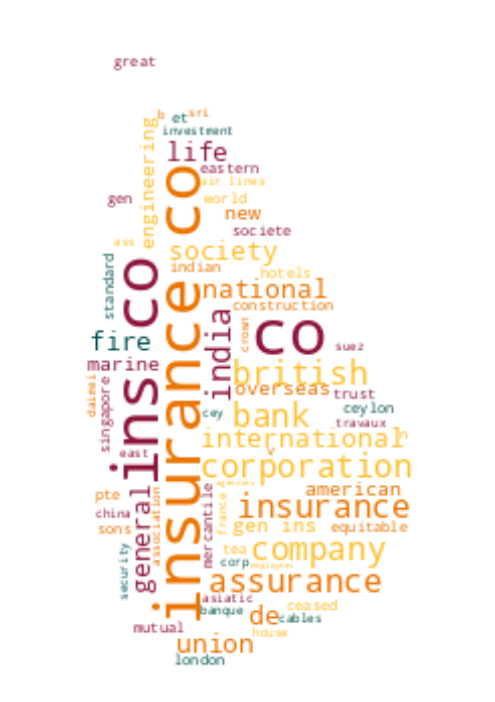 great
b
sri
et
engineering
investment
life
eastern
insurance co
air lines
gen
world
new
societe
ass
society
standard
ins co
indian
hotels
national
construction
india
crown
co
fire
suez
marine
british
daimei
singapore
overseas
trust
cey
bank
ceylon
travaux
international
n
east
v
corporation
general
association
mercantile
france
american
pte
insurance
china
sons
gen ins
equitable
security
tea
company
corp
employees
assurance
asiatic
banque
ceased
de
cables
mutual
house
union
london